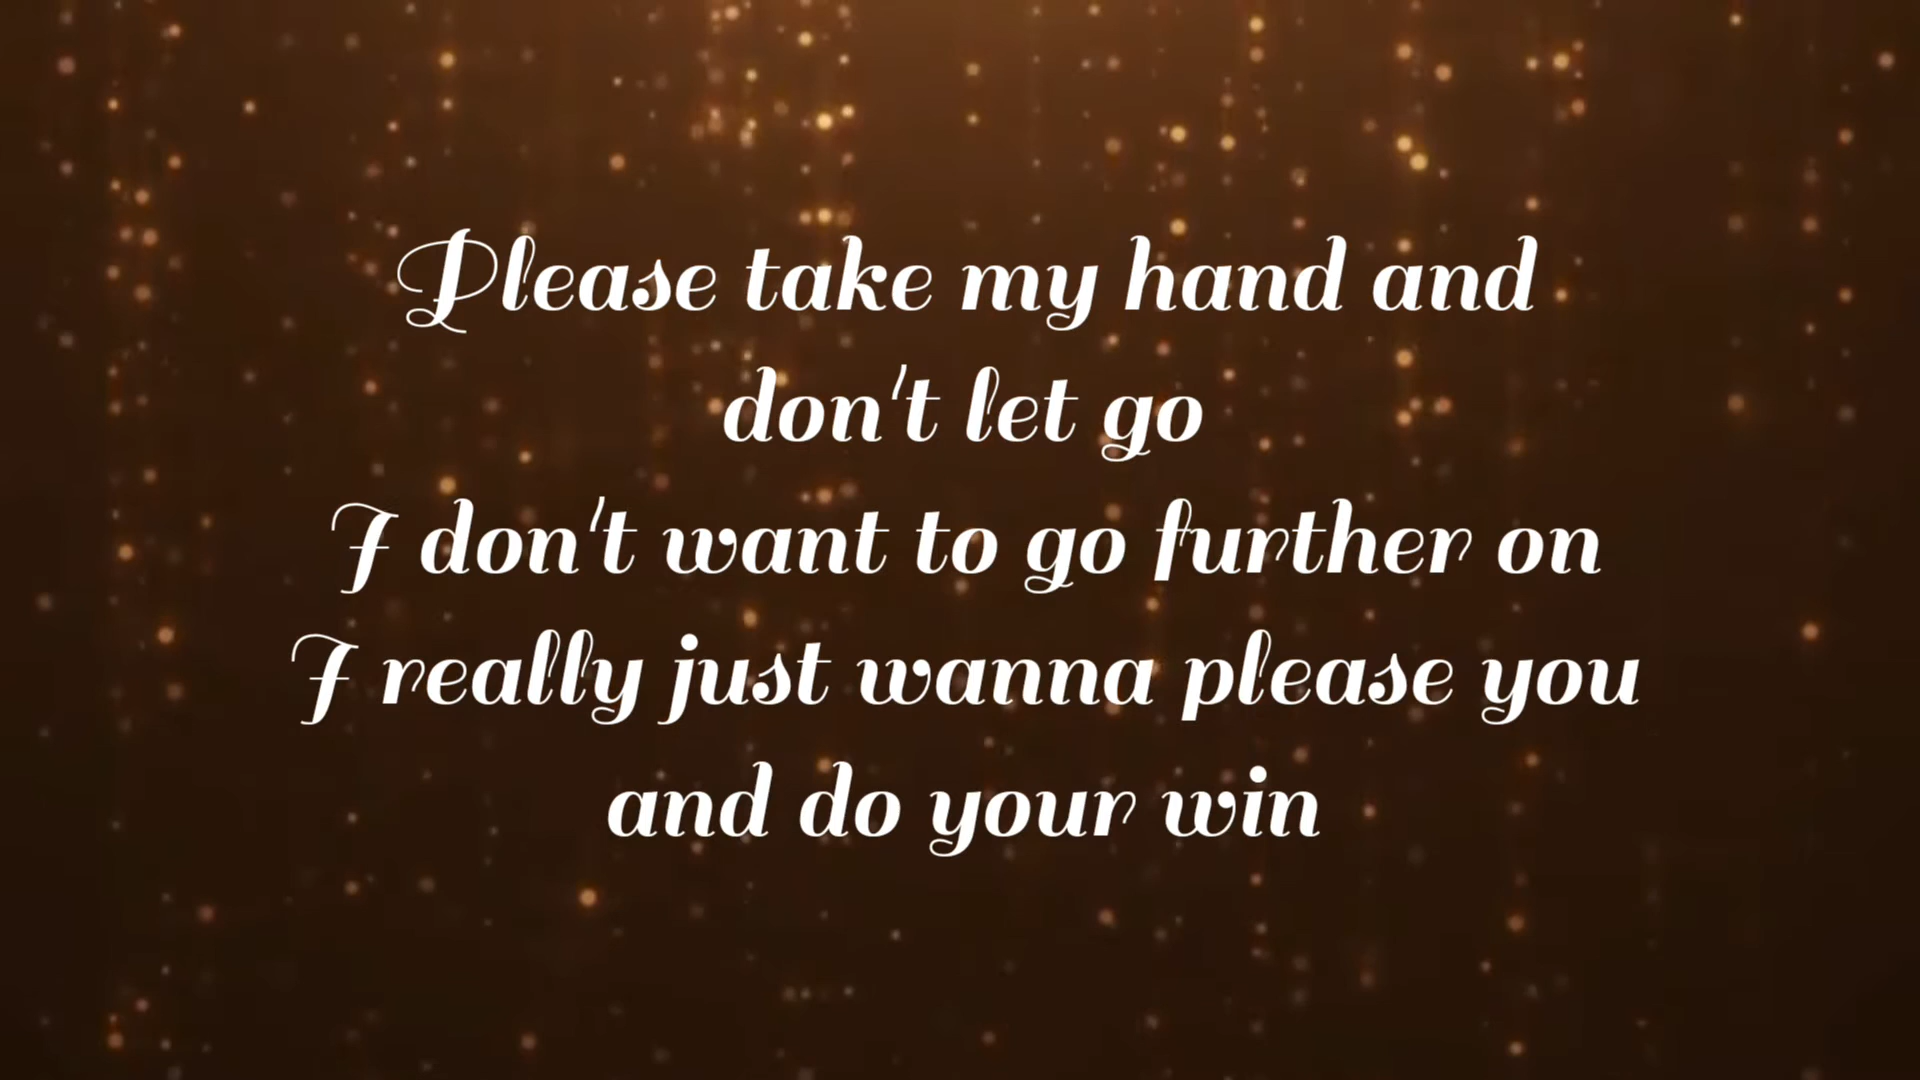 Please take my hand and
don't let go
I don't want to go further on
I really just wanna please you
and do your win